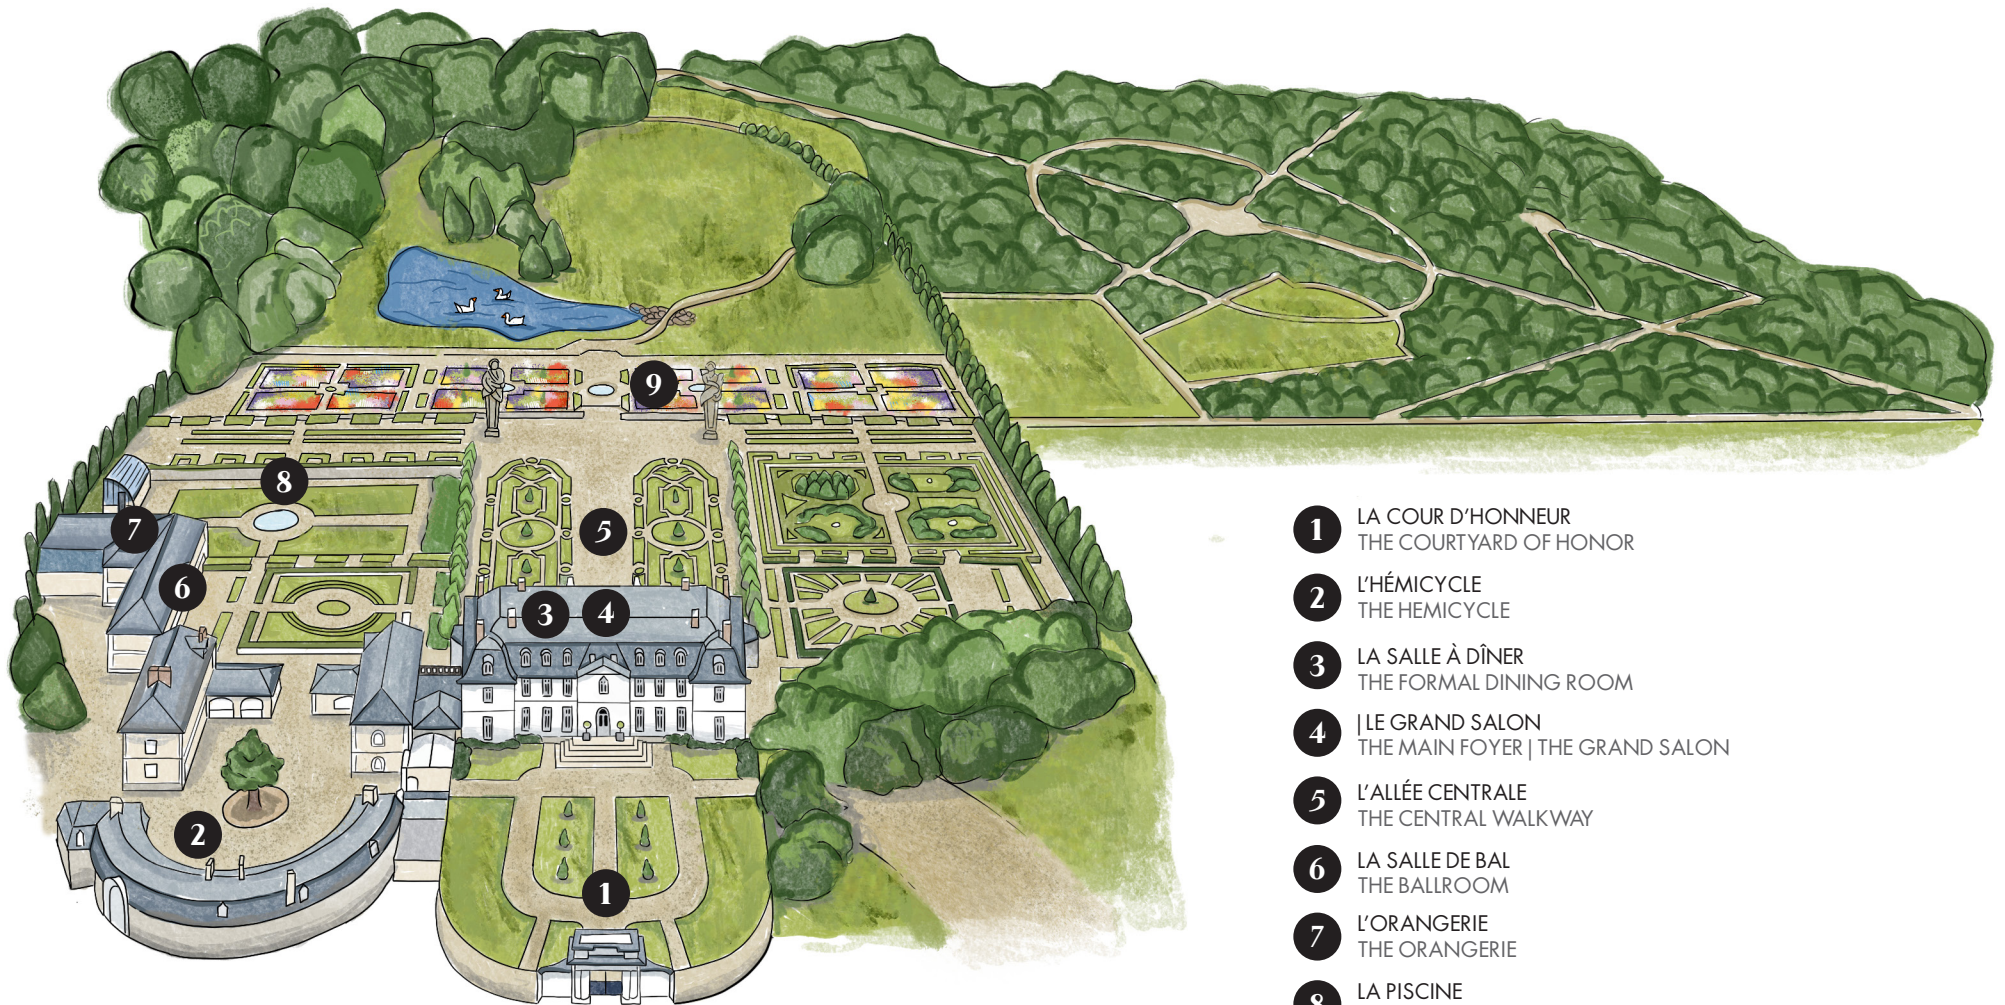 9
8
7
5
6
3
4
2
1
1 LA COUR D'HONNEUR
THE COURTYARD OF HONOR
2 L'HÉMICYCLE
THE HEMICYCLE
3 LA SALLE À DÎNER
THE FORMAL DINING ROOM
4 | LE GRAND SALON
THE MAIN FOYER | THE GRAND SALON
5 L'ALLÉE CENTRALE
THE CENTRAL WALKWAY
6 LA SALLE DE BAL
THE BALLROOM
7 L'ORANGERIE
THE ORANGERIE
8 LA PISCINE